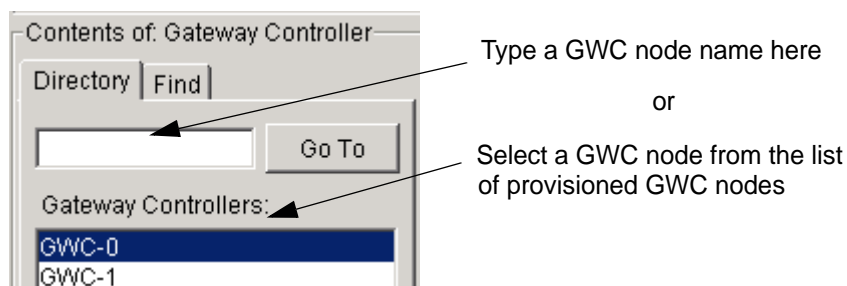 Contents of: Gateway Controller
Type a GWC node name here
Directory
Find
or
Go To
Select a GWC node from the list
of provisioned GWC nodes
Gateway Controllers:
GWC-0
GWC-1